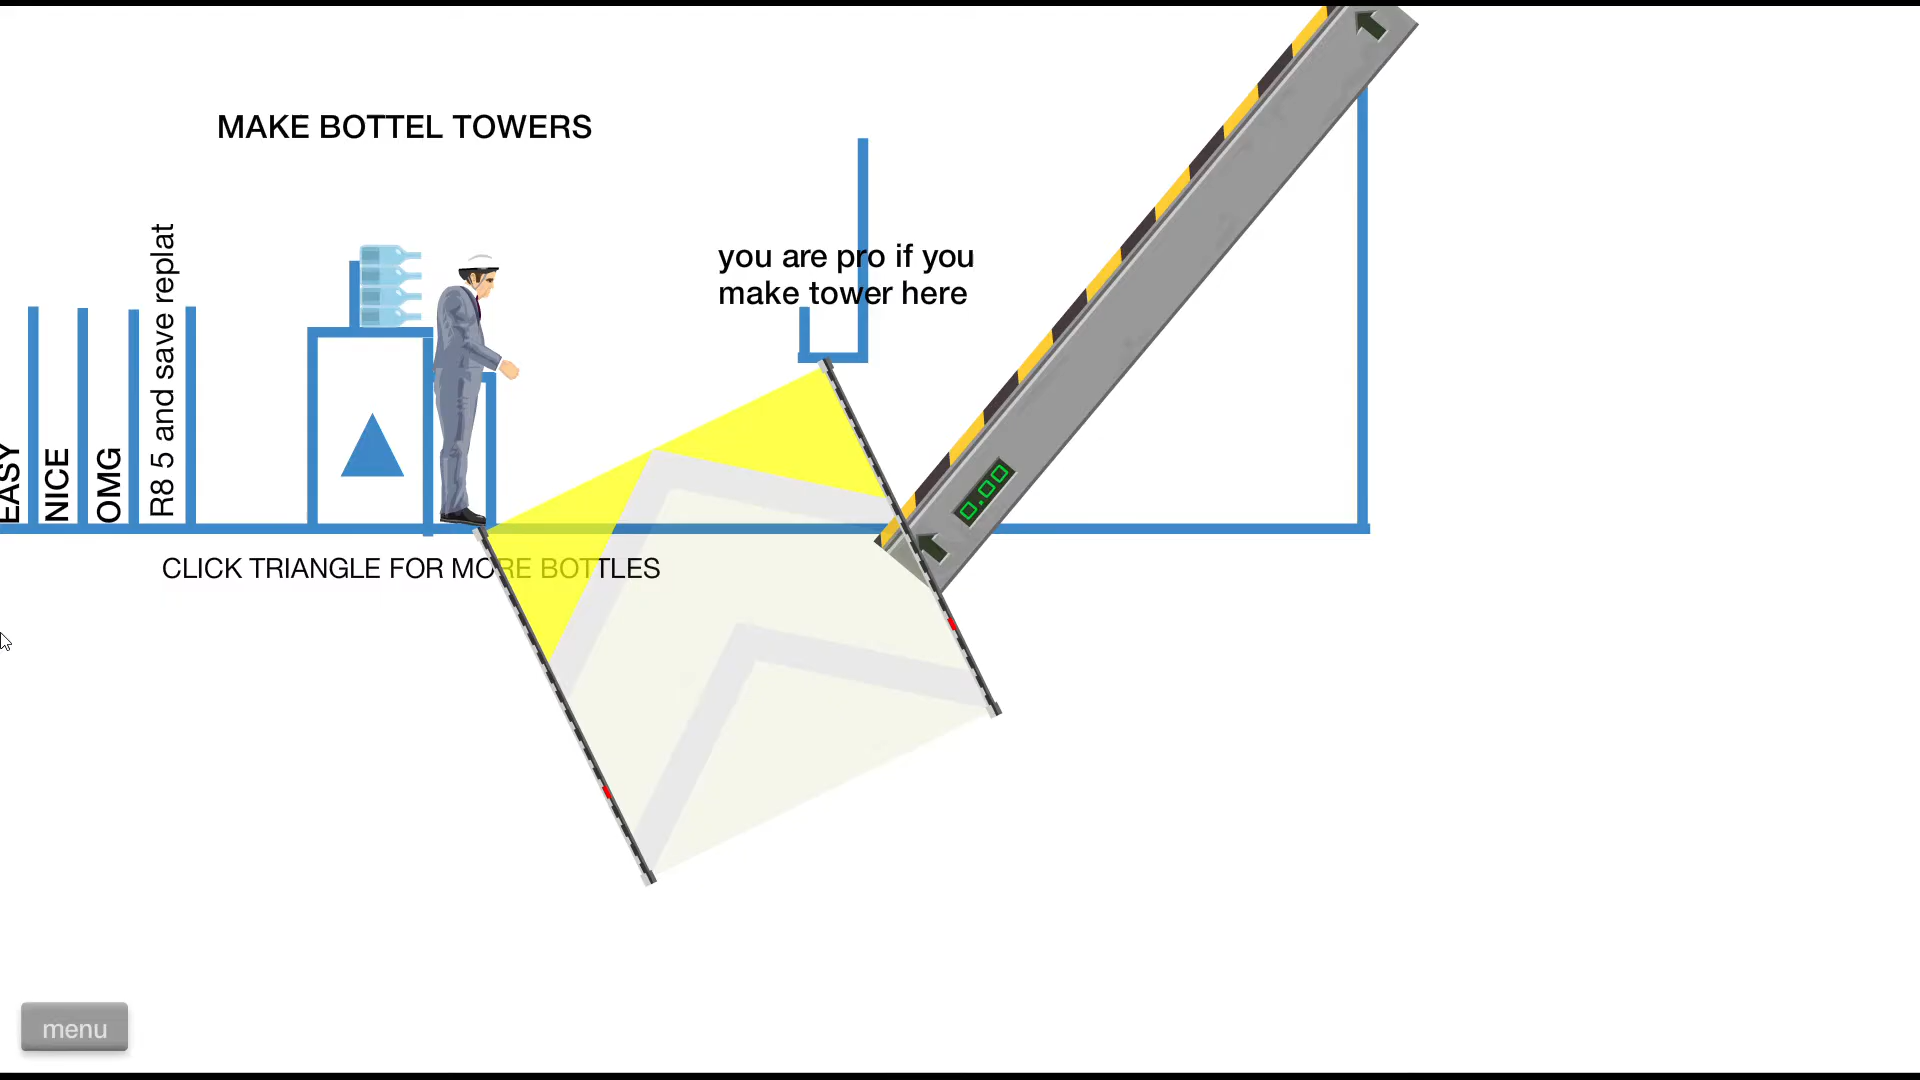 MAKE BOTTEL TOWERS
you are pro if you
make tower here
EASY
NICE
OMG
R8 5 and save replat
0.00
CLICK TRIANGLE FOR MORE BOTTLES
menu